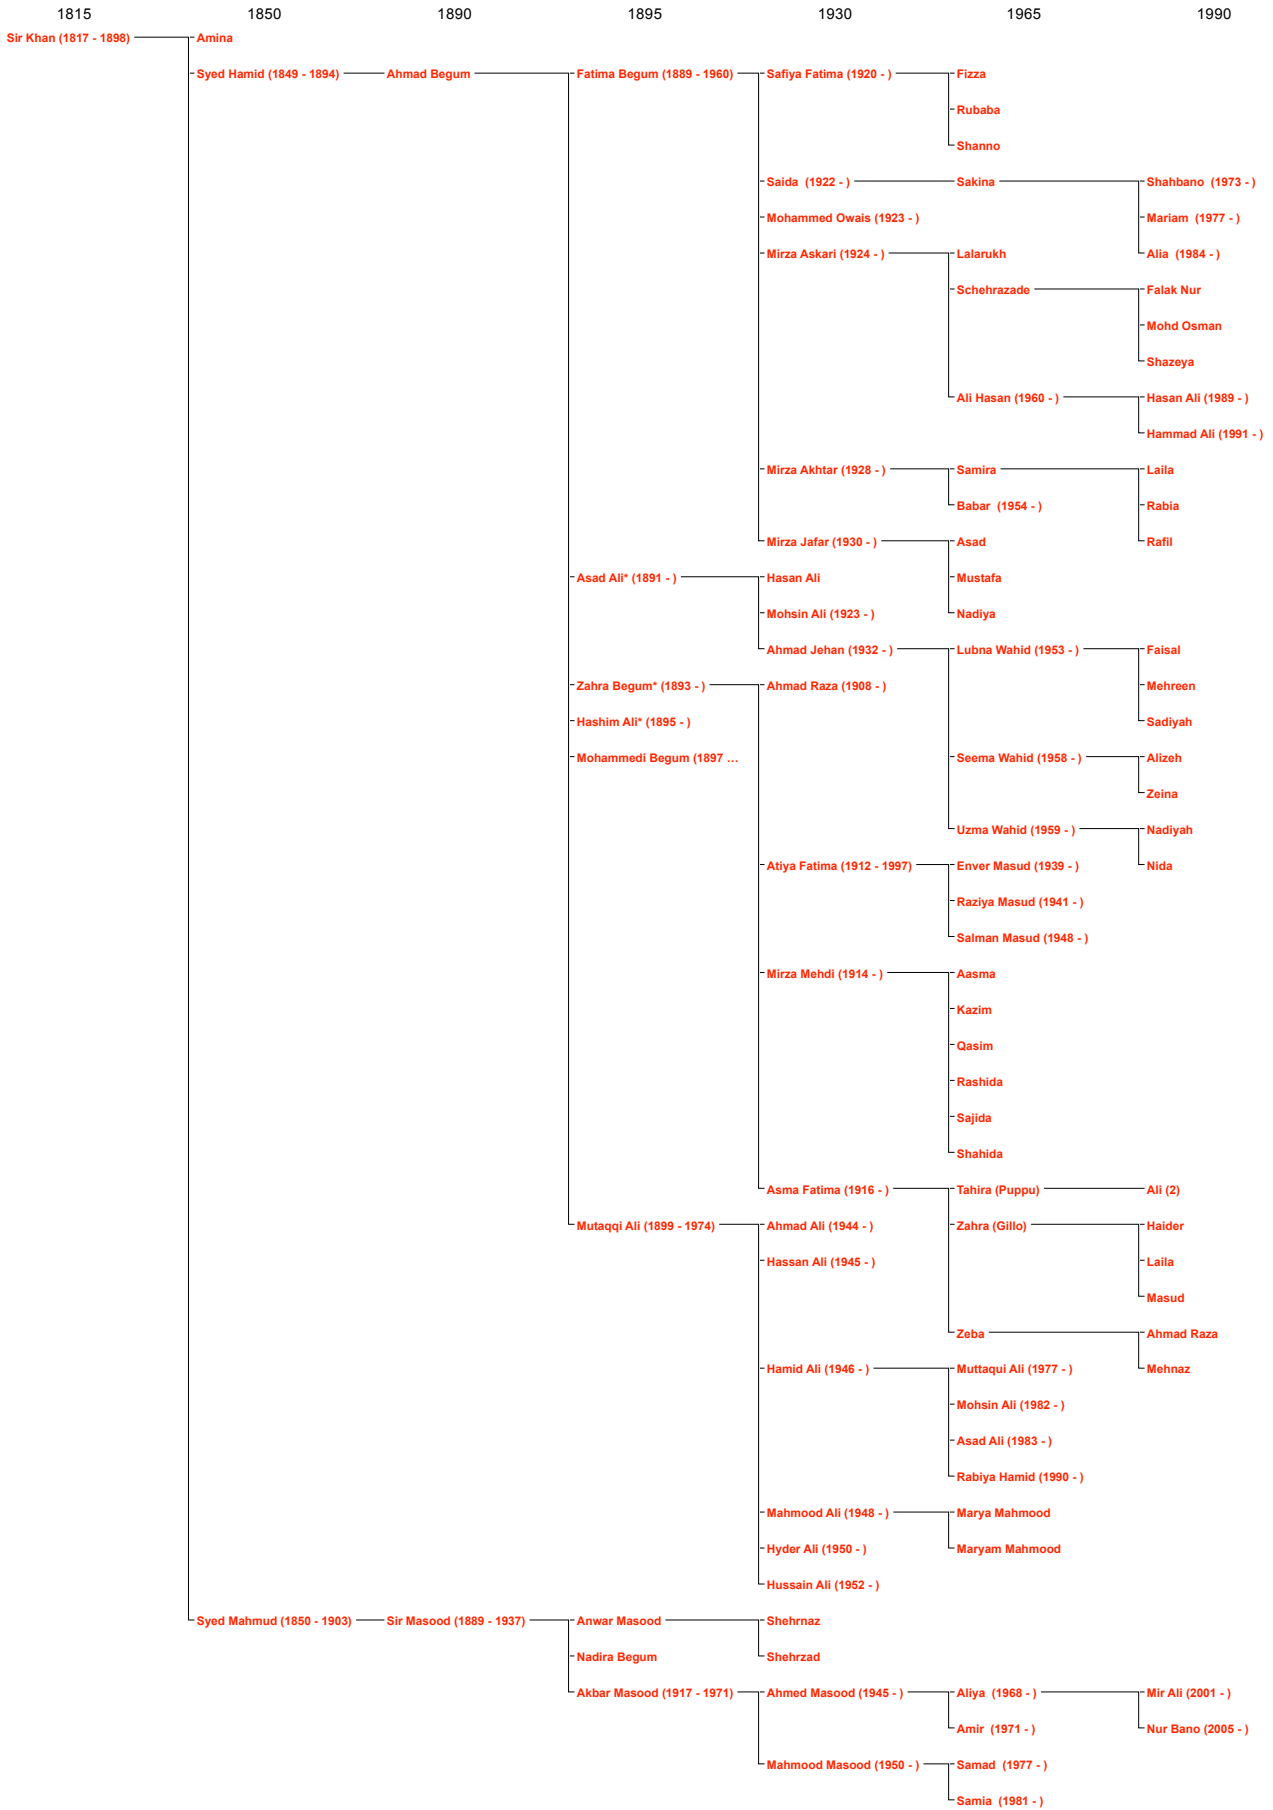 1815 1850 1890 1895 1930 1965 1990
Sir Khan (1817 - 1898) Amina
Syed Hamid (1849 - 1894) Ahmad Begum Fatima Begum (1889 - 1960) Safiya Fatima (1920 - ) Fizza
Rubaba
Shanno
Saida (1922 - ) Sakina Shahbano (1973 - )
Mohammed Owais (1923 - ) Mariam (1977 - )
Mirza Askari (1924 - ) Lalarukh Alia (1984 - )
Schehrazade Falak Nur
Mohd Osman
Shazeya
Ali Hasan (1960 - ) Hasan Ali (1989 - )
Hammad Ali (1991 - )
Mirza Akhtar (1928 - ) Samira Laila
Babar (1954 - ) Rabia
Mirza Jafar (1930 - ) Asad Rafil
Asad Ali* (1891 - ) Hasan Ali Mustafa
Mohsin Ali (1923 - ) Nadiya
Ahmad Jehan (1932 - ) Lubna Wahid (1953 - ) Faisal
Zahra Begum* (1893 - ) Ahmad Raza (1908 - ) Mehreen
Hashim Ali* (1895 - ) Sadiyah
Mohammedi Begum (1897 ... Seema Wahid (1958 - ) Alizeh
Zeina
Uzma Wahid (1959 - ) Nadiyah
Atiya Fatima (1912 - 1997) Enver Masud (1939 - ) Nida
Raziya Masud (1941 - )
Salman Masud (1948 - )
Mirza Mehdi (1914 - ) Aasma
Kazim
Qasim
Rashida
Sajida
Shahida
Asma Fatima (1916 - ) Tahira (Puppu) Ali (2)
Mutaqqi Ali (1899 - 1974) Ahmad Ali (1944 - ) Zahra (Gillo) Haider
Hassan Ali (1945 - ) Laila
Masud
Zeba Ahmad Raza
Hamid Ali (1946 - ) Muttaqui Ali (1977 - ) Mehnaz
Mohsin Ali (1982 - )
Asad Ali (1983 - )
Rabiya Hamid (1990 - )
Mahmood Ali (1948 - ) Marya Mahmood
Hyder Ali (1950 - ) Maryam Mahmood
Hussain Ali (1952 - )
Syed Mahmud (1850 - 1903) Sir Masood (1889 - 1937) Anwar Masood Shehrnaz
Nadira Begum Shehrzad
Akbar Masood (1917 - 1971) Ahmed Masood (1945 - ) Aliya (1968 - ) Mir Ali (2001 - )
Amir (1971 - ) Nur Bano (2005 - )
Mahmood Masood (1950 - ) Samad (1977 - )
Samia (1981 - )